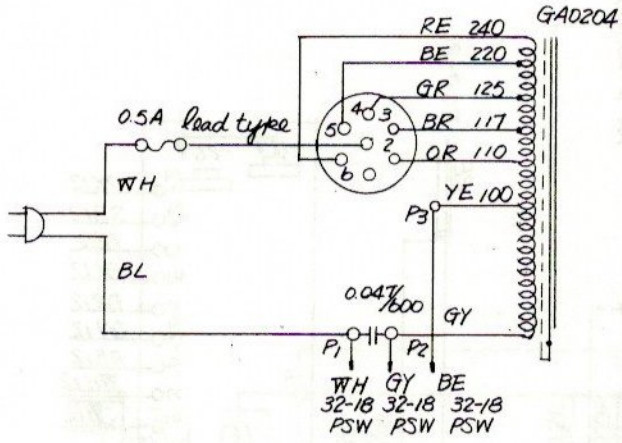 GA0204
RE 240
BE 220
GR 125
BR 117
OR 110
YE 100
0.5A lead type
4
3
5
2
6
WH
BL
P3
0.047/600
GY
P1
P2
WH GY BE
32-18 32-18 32-18
PSW PSW PSW